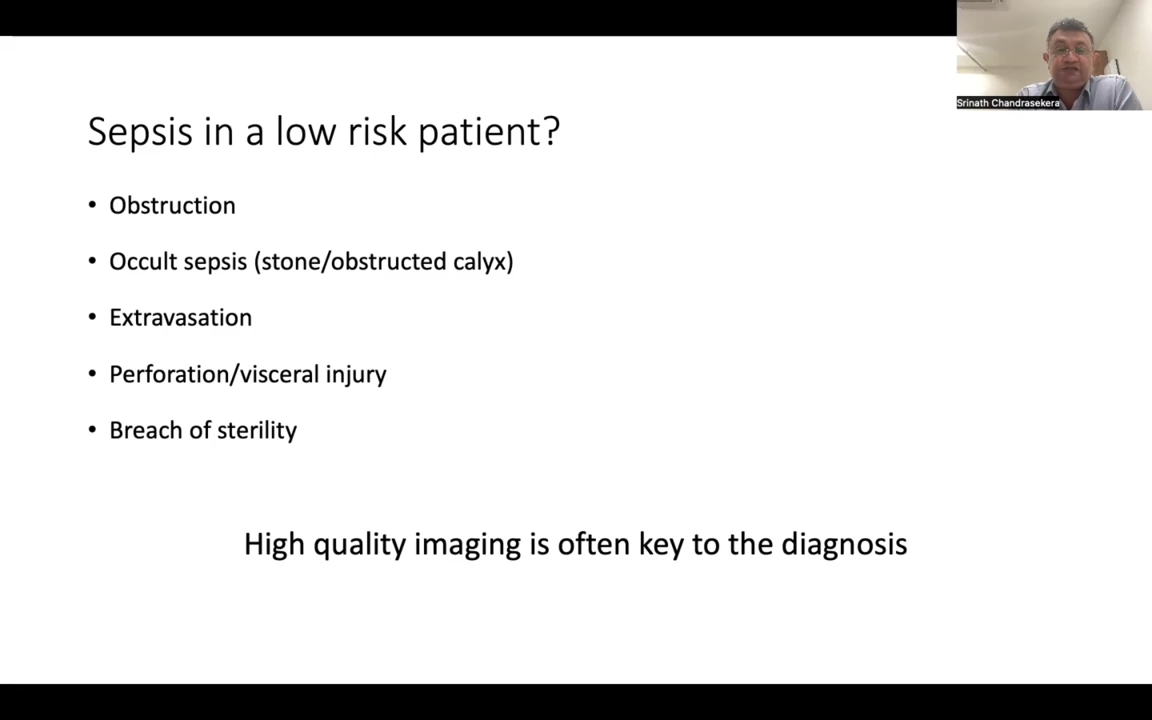 Srinath Chandrasekera
Sepsis in a low risk patient?
• Obstruction
• Occult sepsis (stone/obstructed calyx)
• Extravasation
• Perforation/visceral injury
• Breach of sterility
High quality imaging is often key to the diagnosis